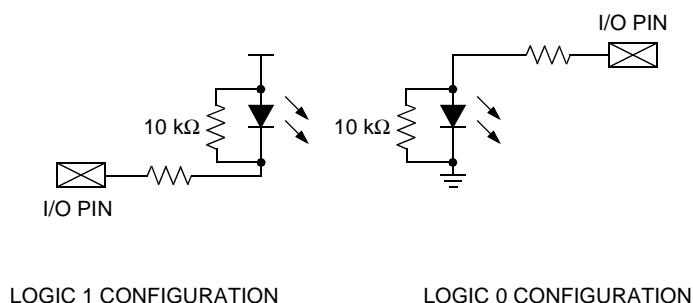 I/O PIN
10 kΩ
10 kΩ
I/O PIN
LOGIC 1 CONFIGURATION
LOGIC 0 CONFIGURATION